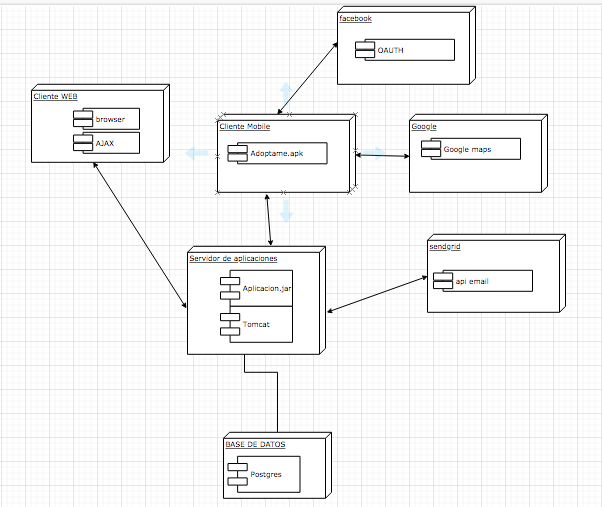 facebook
OAUTH
Cliente WEB
browser
AJAX
Cliente Mobile
Adoptame.apk
Google
Google maps
Servidor de aplicaciones
Aplicacion.jar
Tomcat
sendgrid
api email
BASE DE DATOS
Postgres